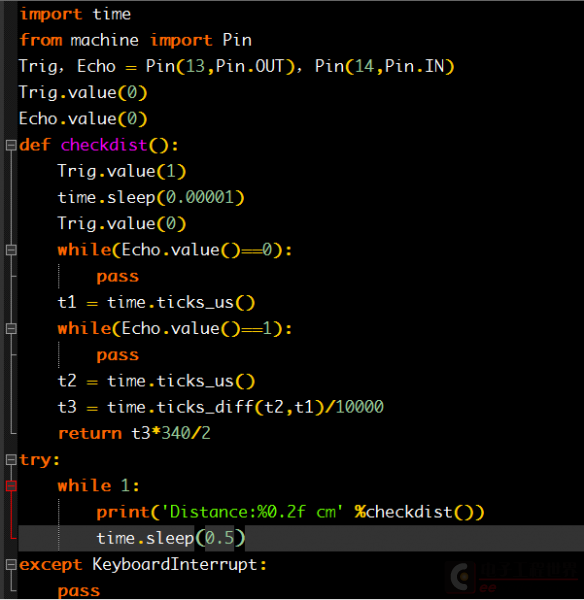 import time
from machine import Pin
Trig, Echo = Pin(13,Pin.OUT), Pin(14,Pin.IN)
Trig.value(0)
Echo.value(0)
def checkdist():
    Trig.value(1)
    time.sleep(0.00001)
    Trig.value(0)
    while(Echo.value()==0):
        pass
    t1 = time.ticks_us()
    while(Echo.value()==1):
        pass
    t2 = time.ticks_us()
    t3 = time.ticks_diff(t2,t1)/10000
    return t3*340/2
try:
    while 1:
        print('Distance:%0.2f cm' %checkdist())
        time.sleep(0.5)
except KeyboardInterrupt:
    pass